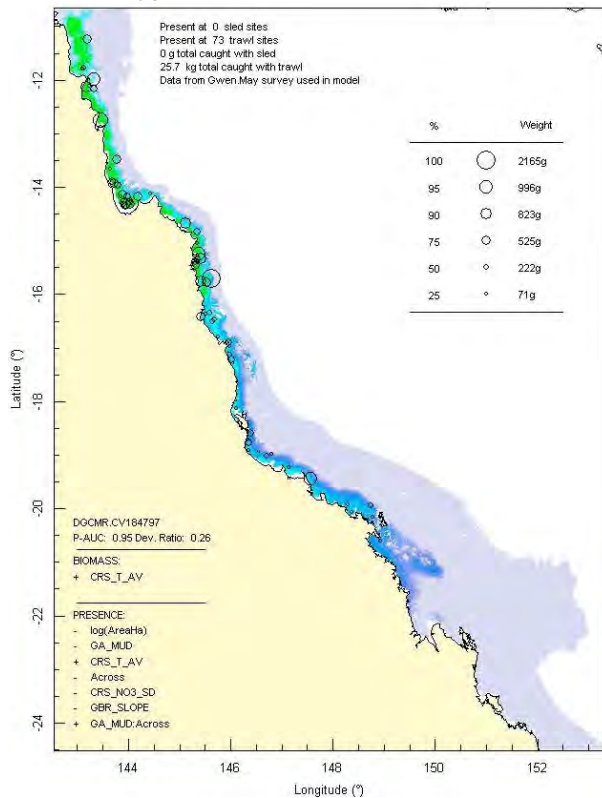 Present at 0 sled sites
Present at 73 trawl sites
0 g total caught with sled
25.7 kg total caught with trawl
Data from Gwen.May survey used in model
% Weight
100 2165g
95 996g
90 823g
75 525g
50 222g
25 71g
-12
-14
-16
-18
-20
-22
-24
Latitude (°)
DGCMR.CV184797
P-AUC: 0.95 Dev. Ratio: 0.26
BIOMASS:
+ CRS_T_AV
PRESENCE:
- log(AreaHa)
- GA_MUD
+ CRS_T_AV
- Across
- CRS_NO3_SD
- GBR_SLOPE
+ GA_MUD:Across
144 146 148 150 152
Longitude (°)